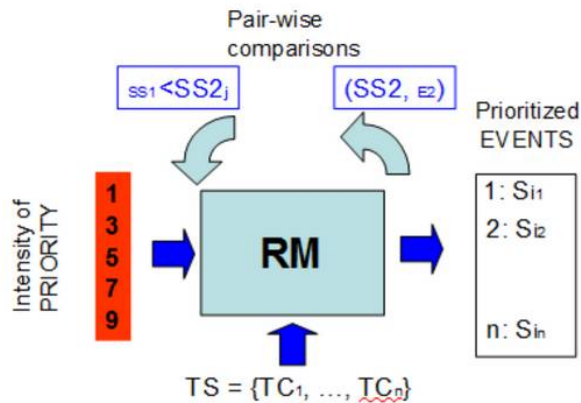 Pair-wise
comparisons
SS1<SS2j
(SS2, E2)
Prioritized
EVENTS
Intensity of
PRIORITY
1
3
5
7
9
RM
1: Si1
2: Si2
n: Sin
TS = {TC1, ..., TCn}